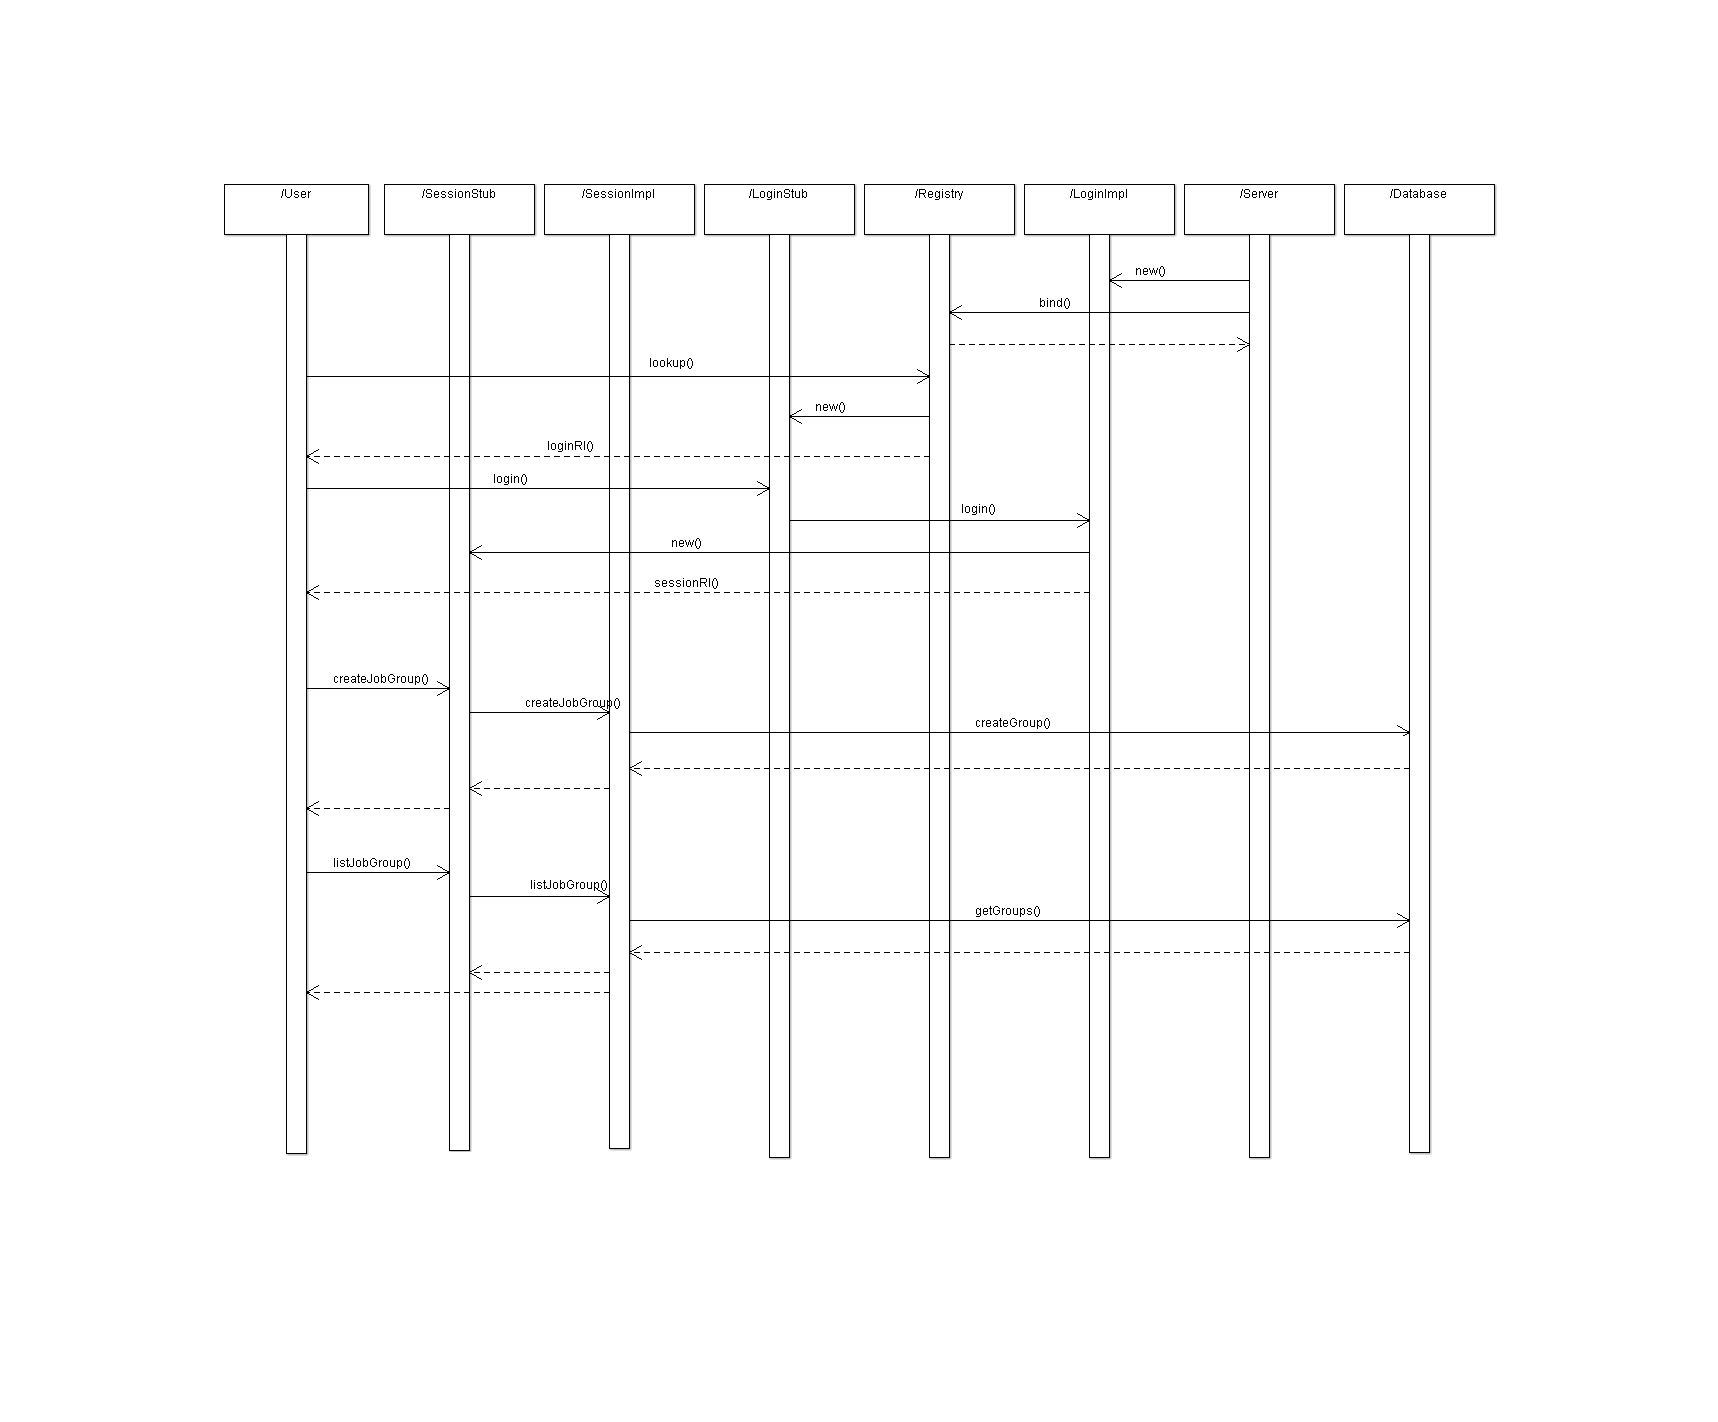 /User
/SessionStub
/SessionImpl
/LoginStub
/Registry
/LoginImpl
/Server
/Database
new()
bind()
lookup()
new()
loginRI()
login()
login()
new()
sessionRI()
createJobGroup()
createJobGroup()
createGroup()
listJobGroup()
listJobGroup()
getGroups()